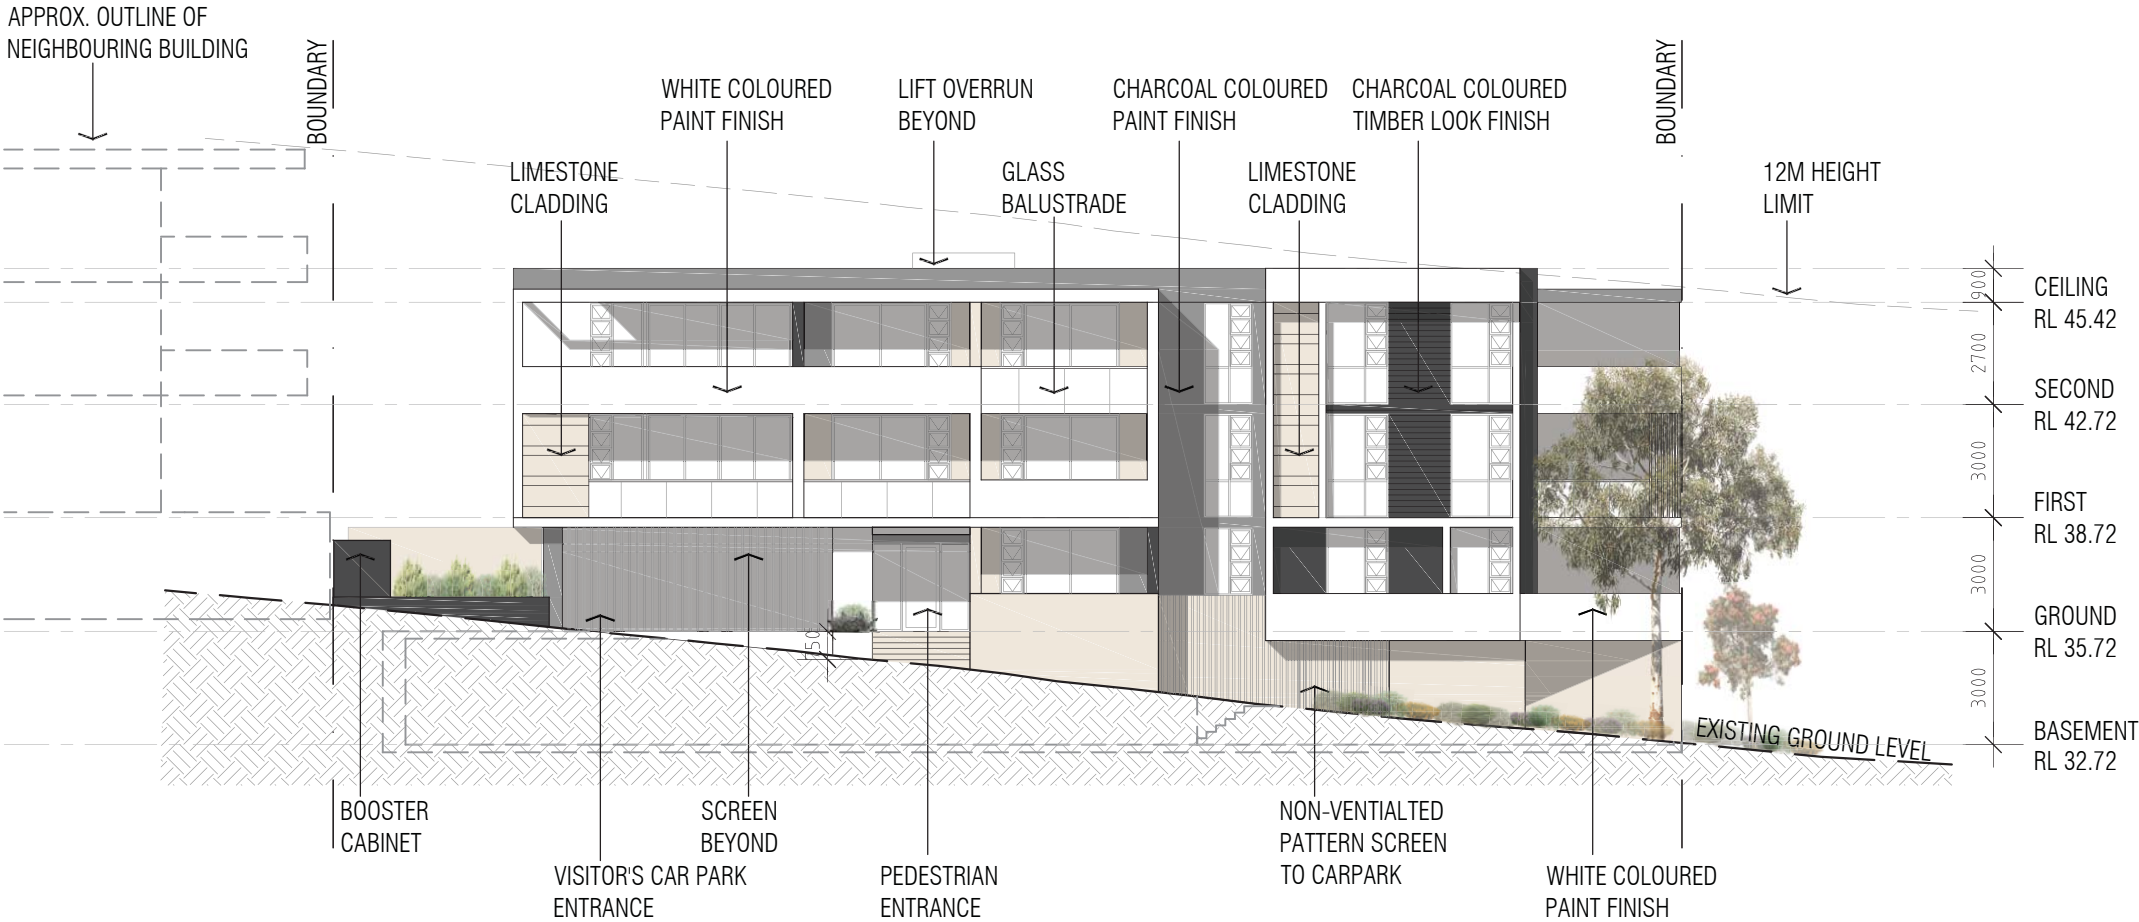 APPROX. OUTLINE OF
NEIGHBOURING BUILDING
BOUNDARY
WHITE COLOURED
PAINT FINISH
LIFT OVERRUN
BEYOND
CHARCOAL COLOURED
PAINT FINISH
CHARCOAL COLOURED
TIMBER LOOK FINISH
BOUNDARY
LIMESTONE
CLADDING
GLASS
BALUSTRADE
LIMESTONE
CLADDING
12M HEIGHT
LIMIT
900
CEILING
RL 45.42
2700
SECOND
RL 42.72
3000
FIRST
RL 38.72
3000
GROUND
RL 35.72
3000
BASEMENT
RL 32.72
EXISTING GROUND LEVEL
BOOSTER
CABINET
VISITOR'S CAR PARK
ENTRANCE
SCREEN
BEYOND
PEDESTRIAN
ENTRANCE
NON-VENTIALTED
PATTERN SCREEN
TO CARPARK
WHITE COLOURED
PAINT FINISH